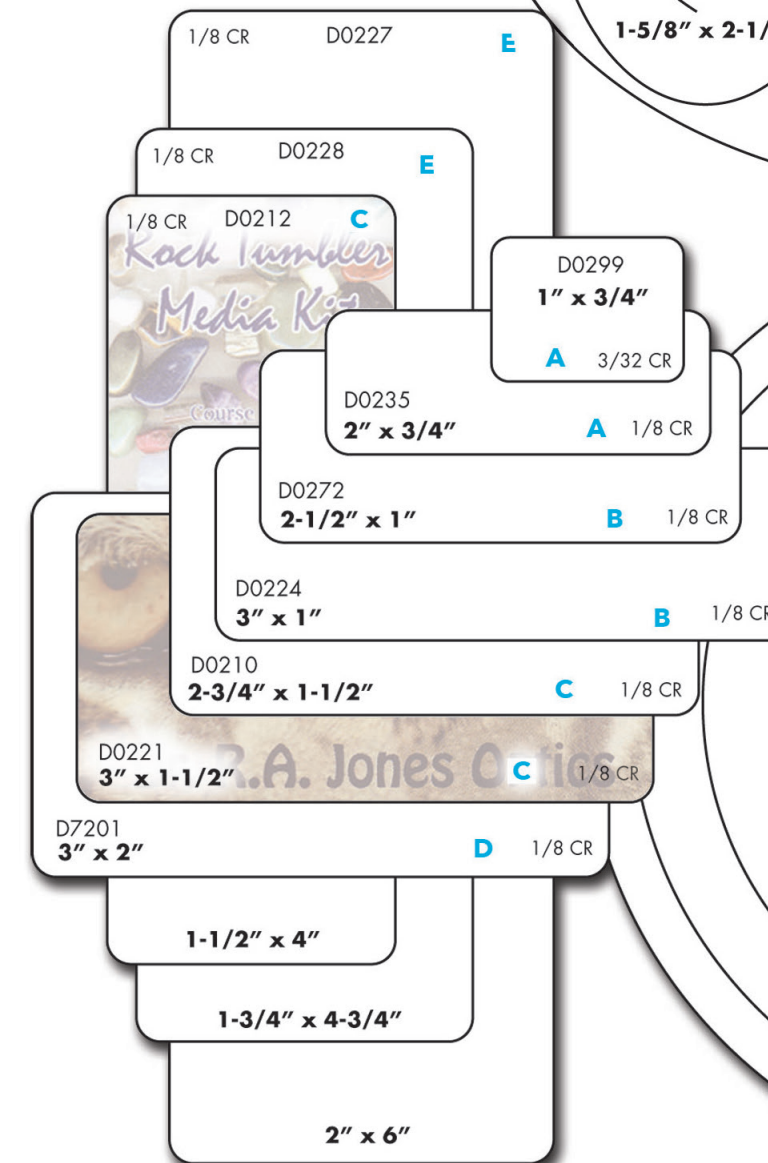 1-5/8″ x 2-1/
1/8 CR D0227 E
1/8 CR D0228 E
1/8 CR D0212 C
Rock Tumbler
Media Kit
Course
D0299
1″ x 3/4″
A 3/32 CR
D0235
2″ x 3/4″ A 1/8 CR
D0272
2-1/2″ x 1″ B 1/8 CR
D0224
3″ x 1″ B 1/8 CR
D0210
2-3/4″ x 1-1/2″ C 1/8 CR
R.A. Jones Optics
D0221
3″ x 1-1/2″ C 1/8 CR
D7201
3″ x 2″ D 1/8 CR
1-1/2″ x 4″
1-3/4″ x 4-3/4″
2″ x 6″